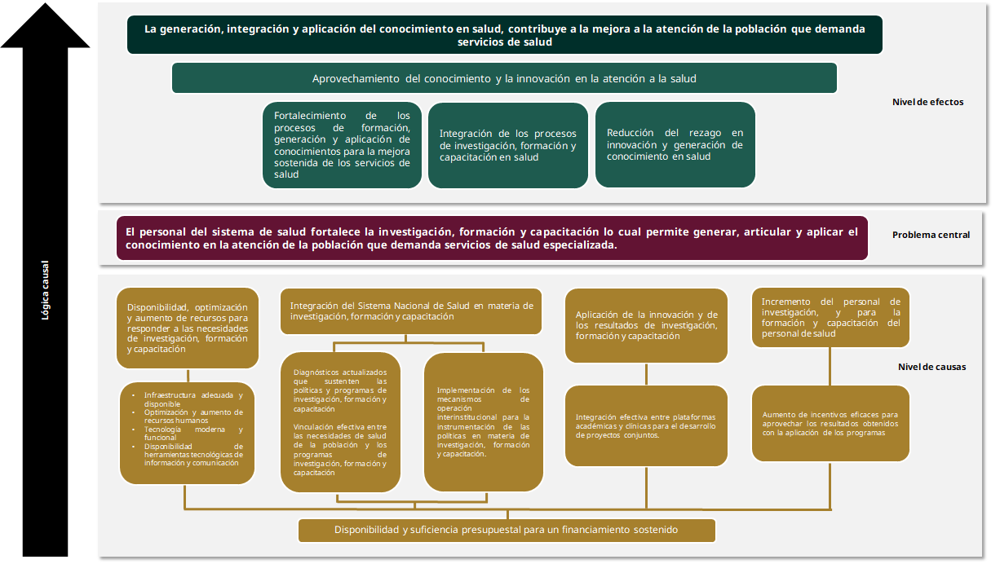 La generación, integración y aplicación del conocimiento en salud, contribuye a la mejora a la atención de la población que demanda
servicios de salud
Aprovechamiento del conocimiento y la innovación en la atención a la salud
Nivel de efectos
Fortalecimiento de los
procesos de formación,
generación y aplicación de
conocimientos para la mejora
sostenida de los servicios de
salud
Integración de los procesos
de investigación, formación y
capacitación en salud
Reducción del rezago en
innovación y generación de
conocimiento en salud
El personal del sistema de salud fortalece la investigación, formación y capacitación lo cual permite generar, articular y aplicar el
conocimiento en la atención de la población que demanda servicios de salud especializada.
Problema central
Lógica causal
Disponibilidad, optimización
y aumento de recursos para
responder a las necesidades
de investigación, formación
y capacitación
Integración del Sistema Nacional de Salud en materia de
investigación, formación y capacitación
Aplicación de la innovación y de
los resultados de investigación,
formación y capacitación
Incremento del personal de
investigación, y para la
formación y capacitación del
personal de salud
Nivel de causas
• Infraestructura adecuada y
disponible
• Optimización y aumento de
recursos humanos
• Tecnología moderna y
funcional
• Disponibilidad de
herramientas tecnológicas de
información y comunicación
Diagnósticos actualizados
que sustenten las
políticas y programas de
investigación, formación y
capacitación
Vinculación efectiva entre
las necesidades de salud
de la población y los
programas de
investigación, formación y
capacitación
Implementación de los
mecanismos de
operación
interinstitucional para la
instrumentación de las
políticas en materia de
investigación, formación
y capacitación.
Integración efectiva entre plataformas
académicas y clínicas para el desarrollo
de proyectos conjuntos.
Aumento de incentivos eficaces para
aprovechar los resultados obtenidos
con la aplicación de los programas
Disponibilidad y suficiencia presupuestal para un financiamiento sostenido